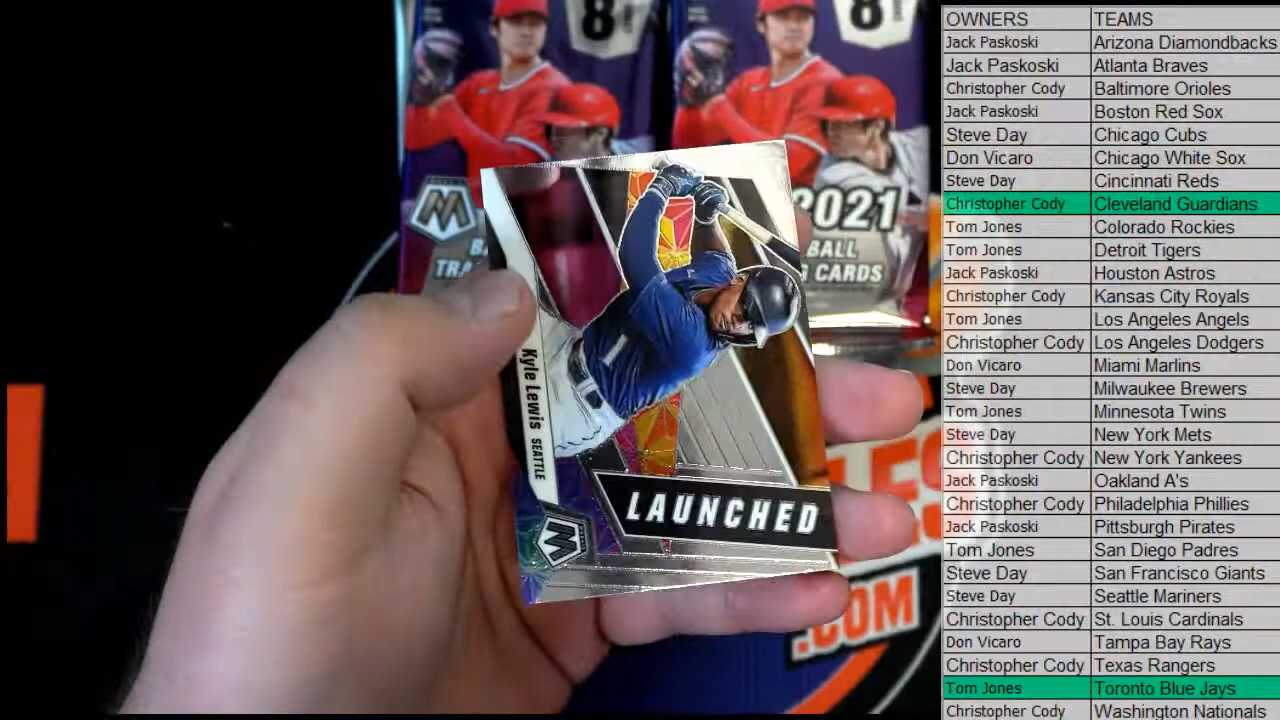 8
8
2021
BALL
CARDS
B
TRA
Kyle Lewis SEATTLE
1
LAUNCHED
M
M
LES
.COM
OWNERS TEAMS
Jack Paskoski Arizona Diamondbacks
Jack Paskoski Atlanta Braves
Christopher Cody Baltimore Orioles
Jack Paskoski Boston Red Sox
Steve Day Chicago Cubs
Don Vicaro Chicago White Sox
Steve Day Cincinnati Reds
Christopher Cody Cleveland Guardians
Tom Jones Colorado Rockies
Tom Jones Detroit Tigers
Jack Paskoski Houston Astros
Christopher Cody Kansas City Royals
Tom Jones Los Angeles Angels
Christopher Cody Los Angeles Dodgers
Don Vicaro Miami Marlins
Steve Day Milwaukee Brewers
Tom Jones Minnesota Twins
Steve Day New York Mets
Christopher Cody New York Yankees
Jack Paskoski Oakland A's
Christopher Cody Philadelphia Phillies
Jack Paskoski Pittsburgh Pirates
Tom Jones San Diego Padres
Steve Day San Francisco Giants
Steve Day Seattle Mariners
Christopher Cody St. Louis Cardinals
Don Vicaro Tampa Bay Rays
Christopher Cody Texas Rangers
Tom Jones Toronto Blue Jays
Christopher Cody Washington Nationals